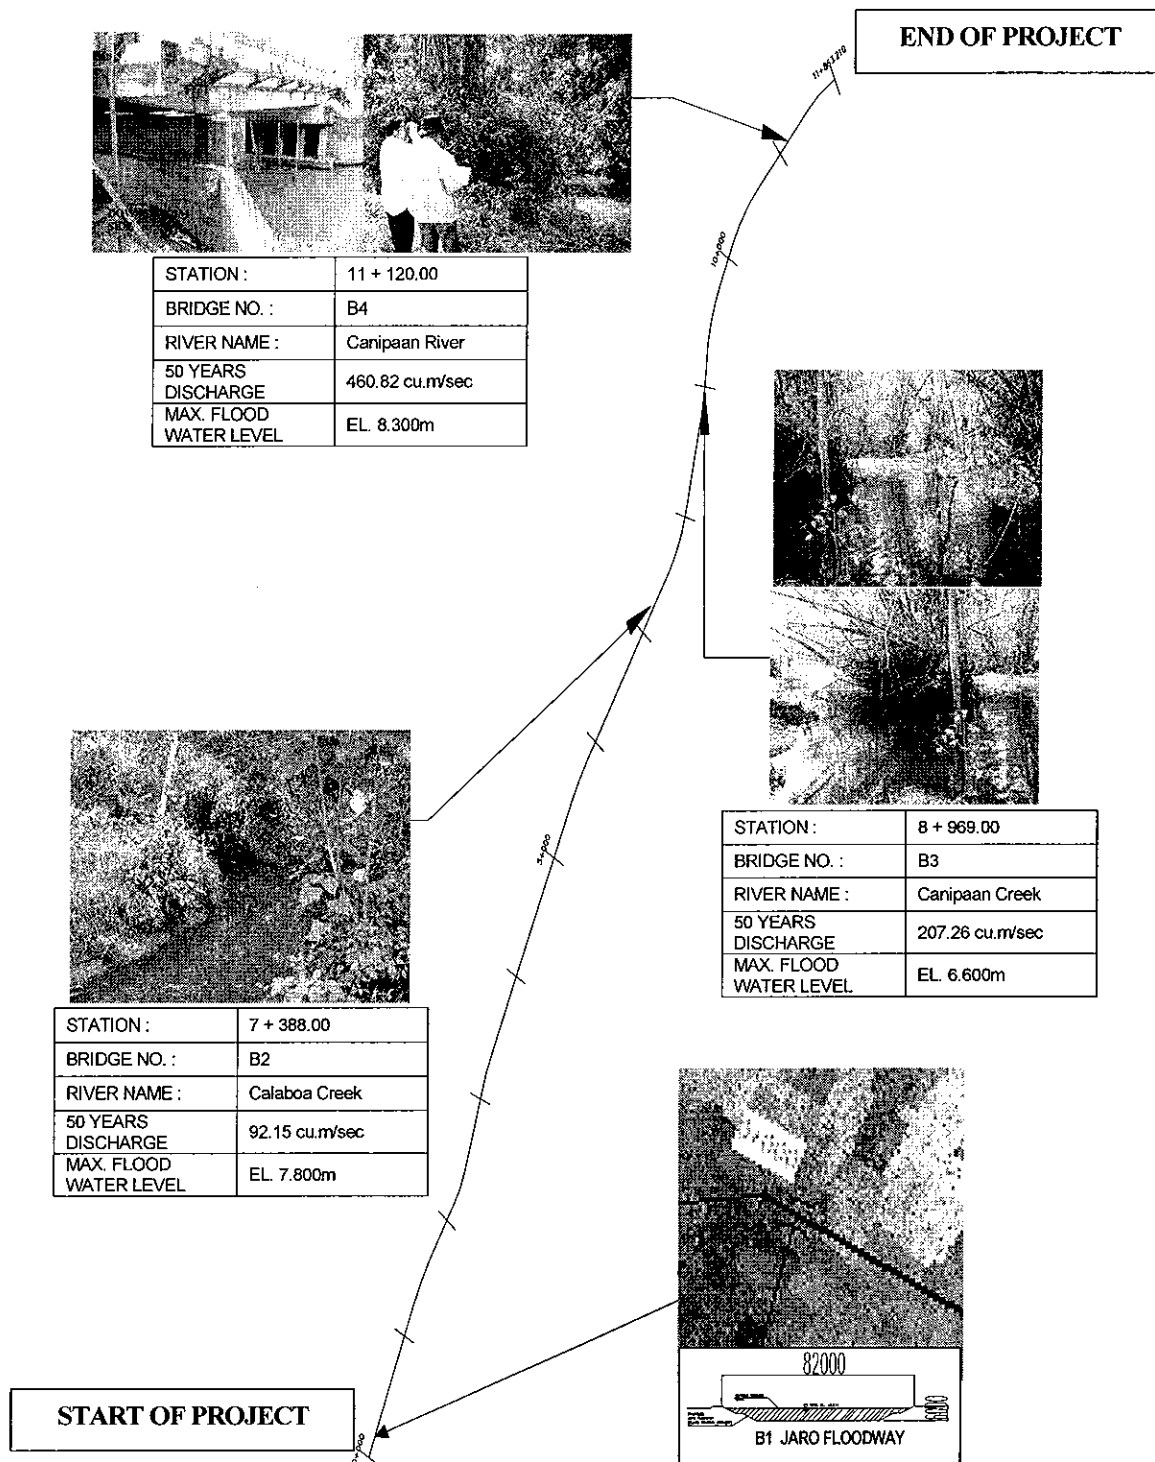 END OF PROJECT
10+000
STATION : 11 + 120.00
BRIDGE NO. : B4
RIVER NAME : Canipaan River
50 YEARS
DISCHARGE 460.82 cu.m/sec
MAX. FLOOD
WATER LEVEL EL. 8.300m
STATION : 8 + 969.00
BRIDGE NO. : B3
RIVER NAME : Canipaan Creek
50 YEARS
DISCHARGE 207.26 cu.m/sec
MAX. FLOOD
WATER LEVEL EL. 6.600m
5+000
STATION : 7 + 388.00
BRIDGE NO. : B2
RIVER NAME : Calaboa Creek
50 YEARS
DISCHARGE 92.15 cu.m/sec
MAX. FLOOD
WATER LEVEL EL. 7.800m
82000
B1 JARO FLOODWAY
START OF PROJECT
0+000